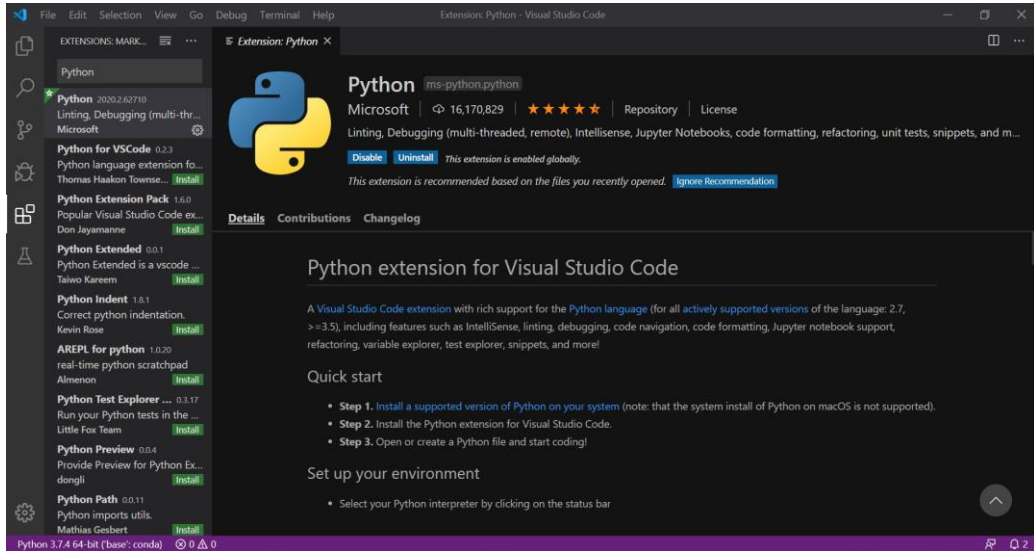 File Edit Selection View Go Debug Terminal Help
Extension: Python - Visual Studio Code
EXTENSIONS: MARK...
Python
Python 2020.2.62710
Linting, Debugging (multi-thr...
Microsoft
Python for VSCode 0.2.3
Python language extension fo...
Thomas Haakon Townse... Install
Python Extension Pack 1.6.0
Popular Visual Studio Code ex...
Don Jayamanne Install
Python Extended 0.0.1
Python Extended is a vscode ...
Taiwo Kareem Install
Python Indent 1.8.1
Correct python indentation.
Kevin Rose Install
AREPL for python 1.0.20
real-time python scratchpad
Almenon Install
Python Test Explorer ... 0.3.17
Run your Python tests in the ...
Little Fox Team Install
Python Preview 0.0.4
Provide Preview for Python Ex...
dongli Install
Python Path 0.0.11
Python imports utils.
Mathias Gesbert Install
Extension: Python
Python ms-python.python
Microsoft 16,170,829 Repository License
Linting, Debugging (multi-threaded, remote), Intellisense, Jupyter Notebooks, code formatting, refactoring, unit tests, snippets, and m...
Disable Uninstall This extension is enabled globally.
This extension is recommended based on the files you recently opened. Ignore Recommendation
Details Contributions Changelog
Python extension for Visual Studio Code
A Visual Studio Code extension with rich support for the Python language (for all actively supported versions of the language: 2.7,
>=3.5), including features such as IntelliSense, linting, debugging, code navigation, code formatting, Jupyter notebook support,
refactoring, variable explorer, test explorer, snippets, and more!
Quick start
• Step 1. Install a supported version of Python on your system (note: that the system install of Python on macOS is not supported).
• Step 2. Install the Python extension for Visual Studio Code.
• Step 3. Open or create a Python file and start coding!
Set up your environment
• Select your Python interpreter by clicking on the status bar
Python 3.7.4 64-bit ('base': conda) 0 0
2